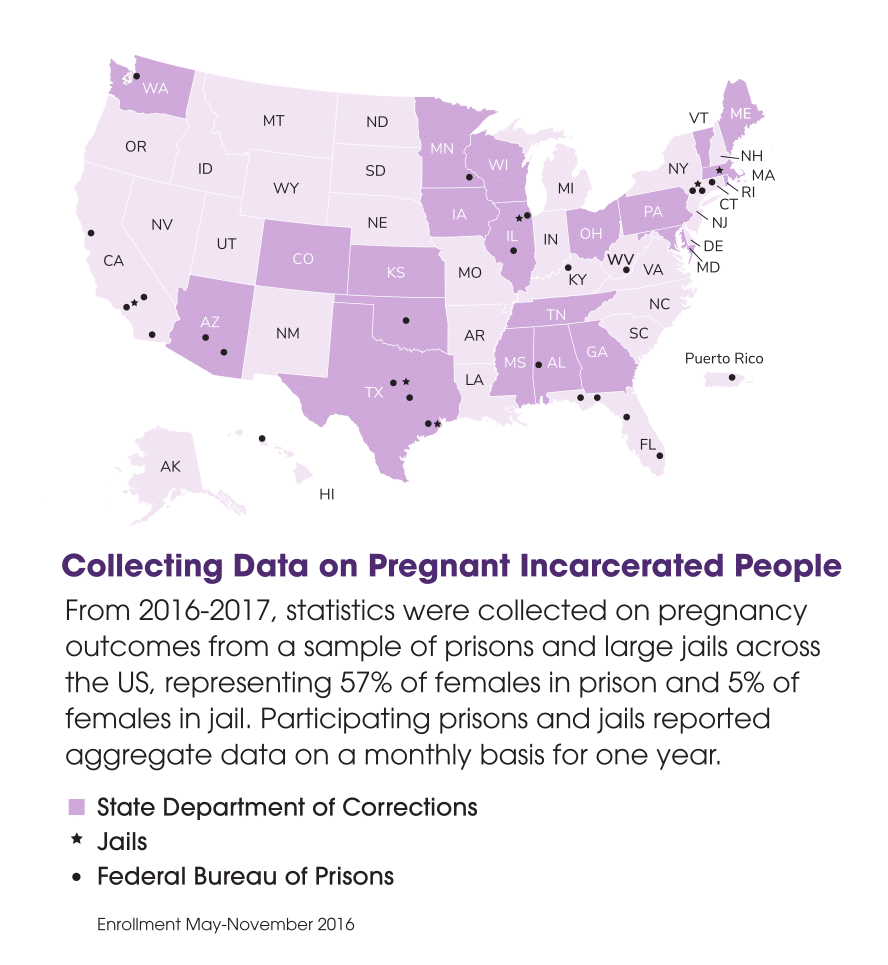 WA
MT
ND
MN
VT
ME
OR
ID
SD
WI
MI
NY
NH
MA
RI
CT
WY
NV
NE
IA
IL
IN
OH
PA
NJ
DE
MD
CA
UT
CO
KS
MO
KY
WV
VA
AZ
NM
AR
TN
NC
SC
TX
LA
MS
AL
GA
Puerto Rico
FL
AK
HI
Collecting Data on Pregnant Incarcerated People
From 2016-2017, statistics were collected on pregnancy
outcomes from a sample of prisons and large jails across
the US, representing 57% of females in prison and 5% of
females in jail. Participating prisons and jails reported
aggregate data on a monthly basis for one year.
State Department of Corrections
Jails
Federal Bureau of Prisons
Enrollment May-November 2016